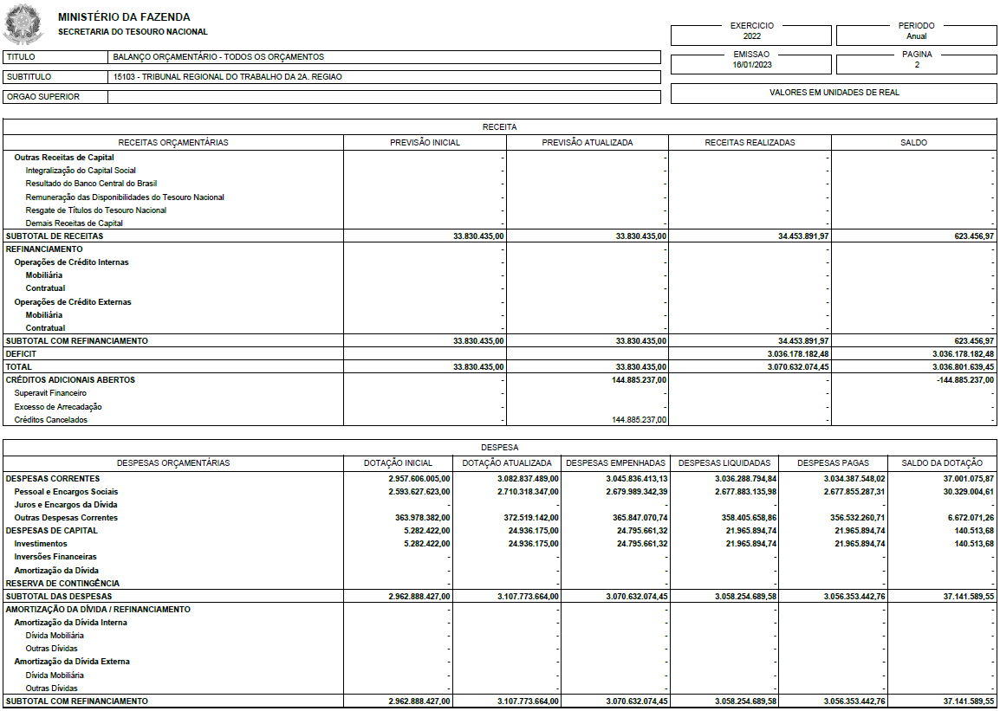 MINISTÉRIO DA FAZENDA
SECRETARIA DO TESOURO NACIONAL
EXERCICIO
2022
PERIODO
Anual
EMISSAO
16/01/2023
PAGINA
2
TITULO BALANÇO ORÇAMENTÁRIO - TODOS OS ORÇAMENTOS
SUBTITULO 15103 - TRIBUNAL REGIONAL DO TRABALHO DA 2A. REGIAO
ORGAO SUPERIOR
VALORES EM UNIDADES DE REAL
RECEITA
RECEITAS ORÇAMENTÁRIAS PREVISÃO INICIAL PREVISÃO ATUALIZADA RECEITAS REALIZADAS SALDO
Outras Receitas de Capital - - - -
Integralização do Capital Social - - - -
Resultado do Banco Central do Brasil - - - -
Remuneração das Disponibilidades do Tesouro Nacional - - - -
Resgate de Títulos do Tesouro Nacional - - - -
Demais Receitas de Capital - - - -
SUBTOTAL DE RECEITAS 33.830.435,00 33.830.435,00 34.453.891,97 623.456,97
REFINANCIAMENTO - - - -
Operações de Crédito Internas - - - -
Mobiliária - - - -
Contratual - - - -
Operações de Crédito Externas - - - -
Mobiliária - - - -
Contratual - - - -
SUBTOTAL COM REFINANCIAMENTO 33.830.435,00 33.830.435,00 34.453.891,97 623.456,97
DEFICIT 3.036.178.182,48 3.036.178.182,48
TOTAL 33.830.435,00 33.830.435,00 3.070.632.074,45 3.036.801.639,45
CRÉDITOS ADICIONAIS ABERTOS - 144.885.237,00 - -144.885.237,00
Superavit Financeiro - - - -
Excesso de Arrecadação - - - -
Créditos Cancelados - 144.885.237,00 - -
DESPESA
DESPESAS ORÇAMENTÁRIAS DOTAÇÃO INICIAL DOTAÇÃO ATUALIZADA DESPESAS EMPENHADAS DESPESAS LIQUIDADAS DESPESAS PAGAS SALDO DA DOTAÇÃO
DESPESAS CORRENTES 2.957.606.005,00 3.082.837.489,00 3.045.836.413,13 3.036.288.794,84 3.034.387.548,02 37.001.075,87
Pessoal e Encargos Sociais 2.593.627.623,00 2.710.318.347,00 2.679.989.342,39 2.677.883.135,98 2.677.855.287,31 30.329.004,61
Juros e Encargos da Dívida - - - - - -
Outras Despesas Correntes 363.978.382,00 372.519.142,00 365.847.070,74 358.405.658,86 356.532.260,71 6.672.071,26
DESPESAS DE CAPITAL 5.282.422,00 24.936.175,00 24.795.661,32 21.965.894,74 21.965.894,74 140.513,68
Investimentos 5.282.422,00 24.936.175,00 24.795.661,32 21.965.894,74 21.965.894,74 140.513,68
Inversões Financeiras - - - - - -
Amortização da Dívida - - - - - -
RESERVA DE CONTINGÊNCIA - - - - - -
SUBTOTAL DAS DESPESAS 2.962.888.427,00 3.107.773.664,00 3.070.632.074,45 3.058.254.689,58 3.056.353.442,76 37.141.589,55
AMORTIZAÇÃO DA DÍVIDA / REFINANCIAMENTO - - - - - -
Amortização da Dívida Interna - - - - - -
Dívida Mobiliária - - - - - -
Outras Dívidas - - - - - -
Amortização da Dívida Externa - - - - - -
Dívida Mobiliária - - - - - -
Outras Dívidas - - - - - -
SUBTOTAL COM REFINANCIAMENTO 2.962.888.427,00 3.107.773.664,00 3.070.632.074,45 3.058.254.689,58 3.056.353.442,76 37.141.589,55